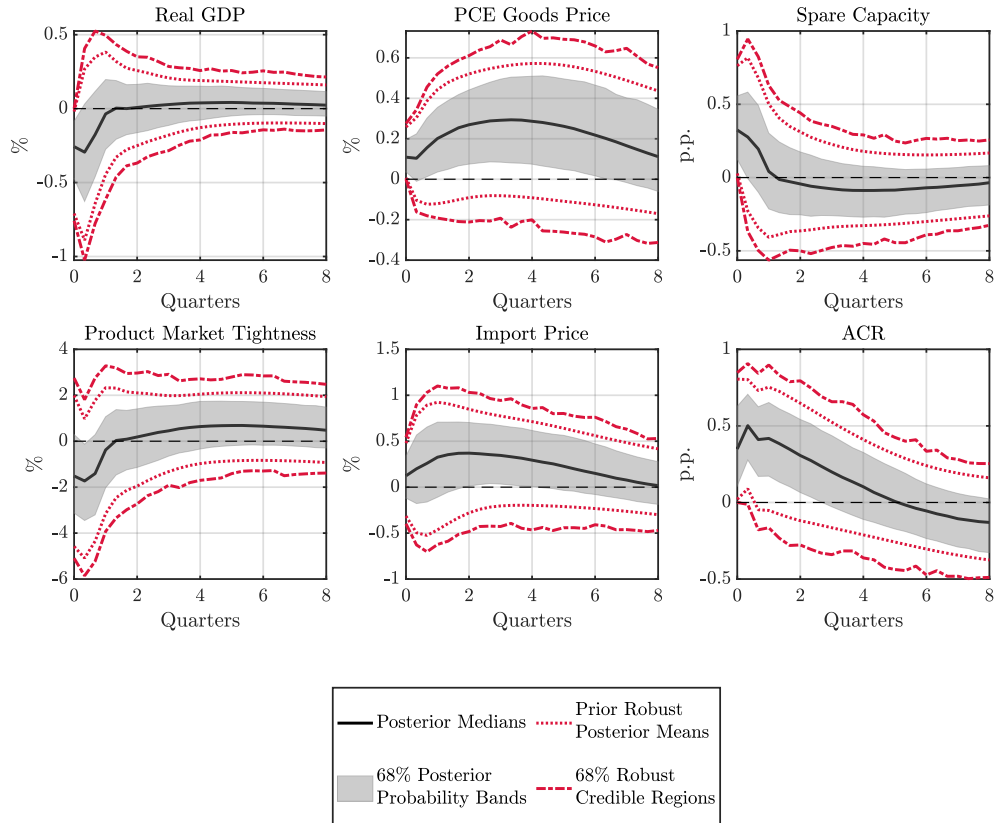 Real GDP
0.5
0
-0.5
-1
%
0 2 4 6 8
Quarters
PCE Goods Price
0.6
0.4
0.2
0
0.2
0.4
%
0 2 4 6 8
Quarters
Spare Capacity
1
0.5
0
-0.5
p.p.
0 2 4 6 8
Quarters
Product Market Tightness
4
2
0
-2
-4
-6
%
0 2 4 6 8
Quarters
Import Price
1.5
1
0.5
0
-0.5
-1
%
0 2 4 6 8
Quarters
ACR
1
0.5
0
-0.5
p.p.
0 2 4 6 8
Quarters
Posterior Medians
Prior Robust
Posterior Means
68% Posterior
Probability Bands
68% Robust
Credible Regions